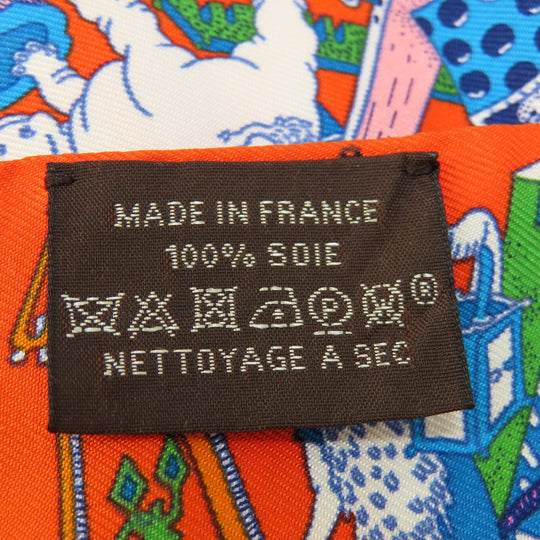 MADE IN FRANCE
100% SOIE
P W ®
NETTOYAGE A SEC